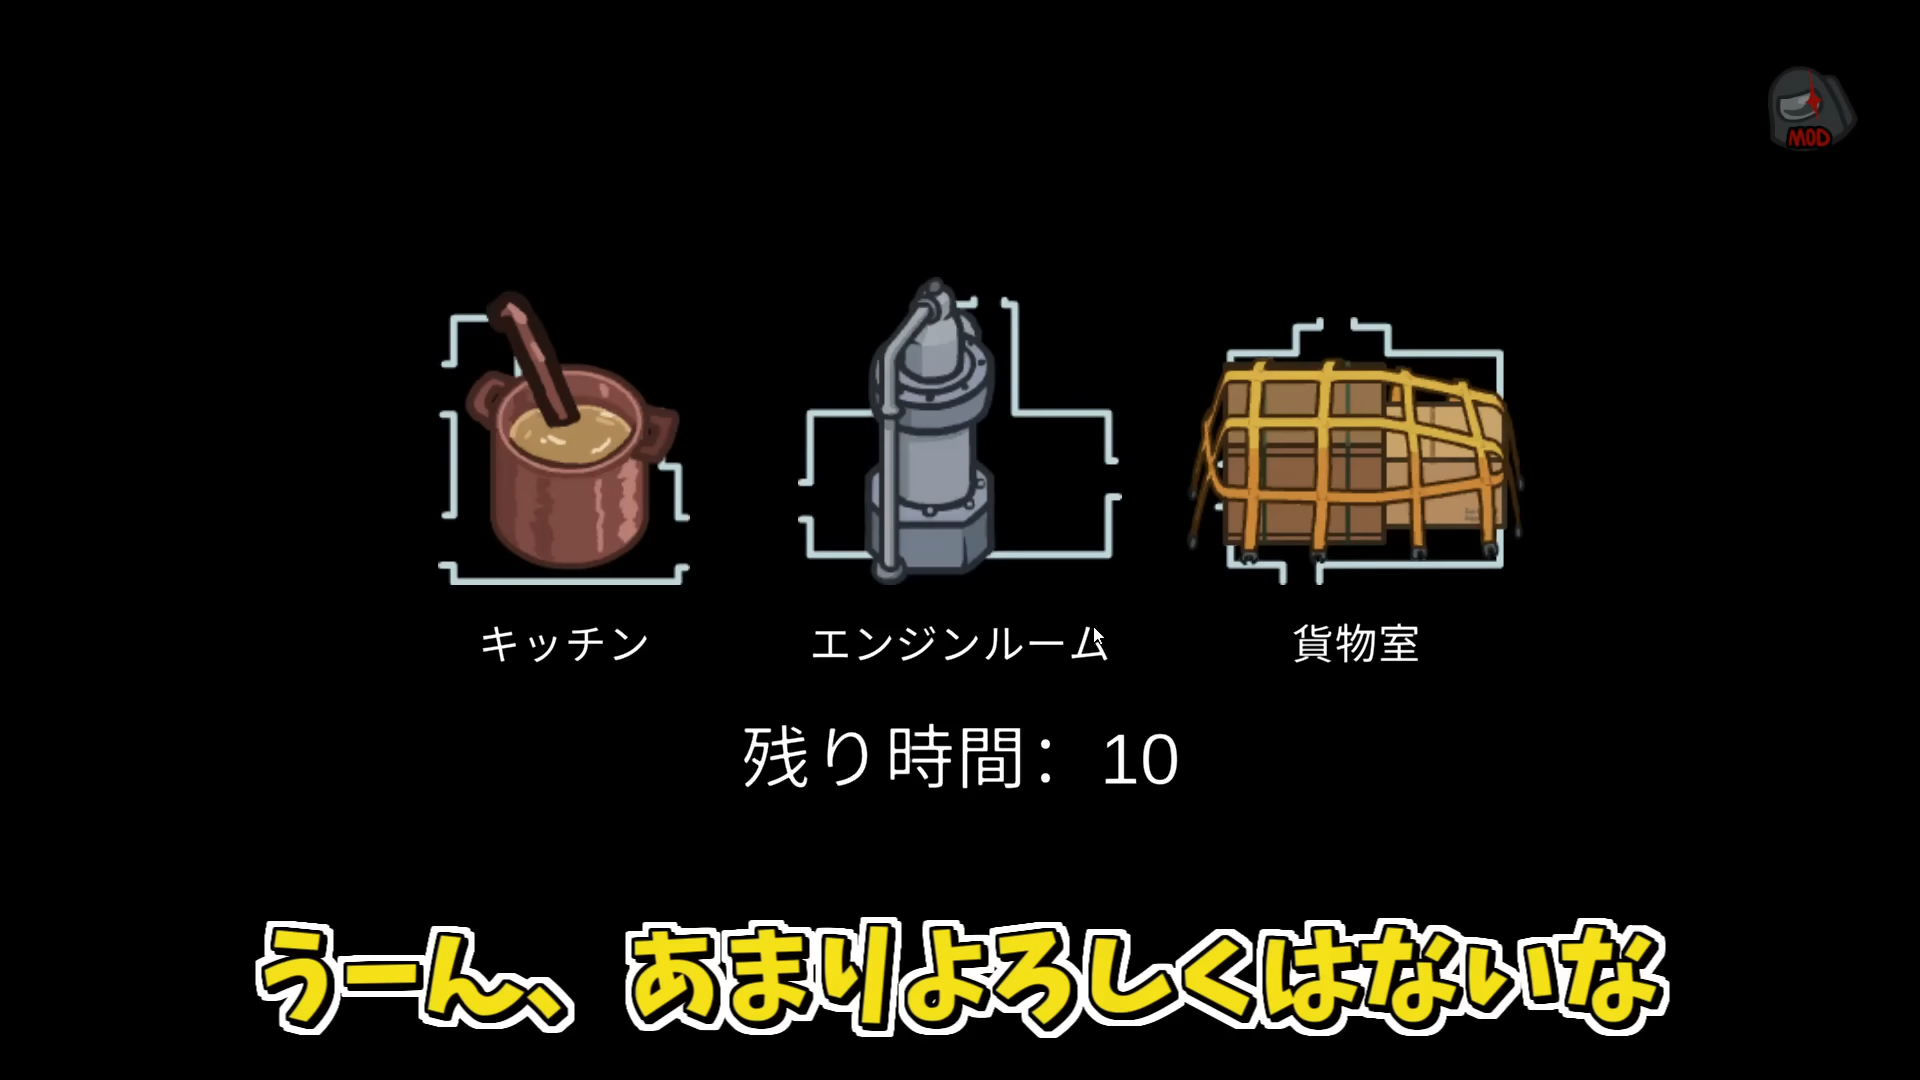 MOD
キッチン
エンジンルーム
貨物室
残り時間：10
うーん、あまりよろしくはないな